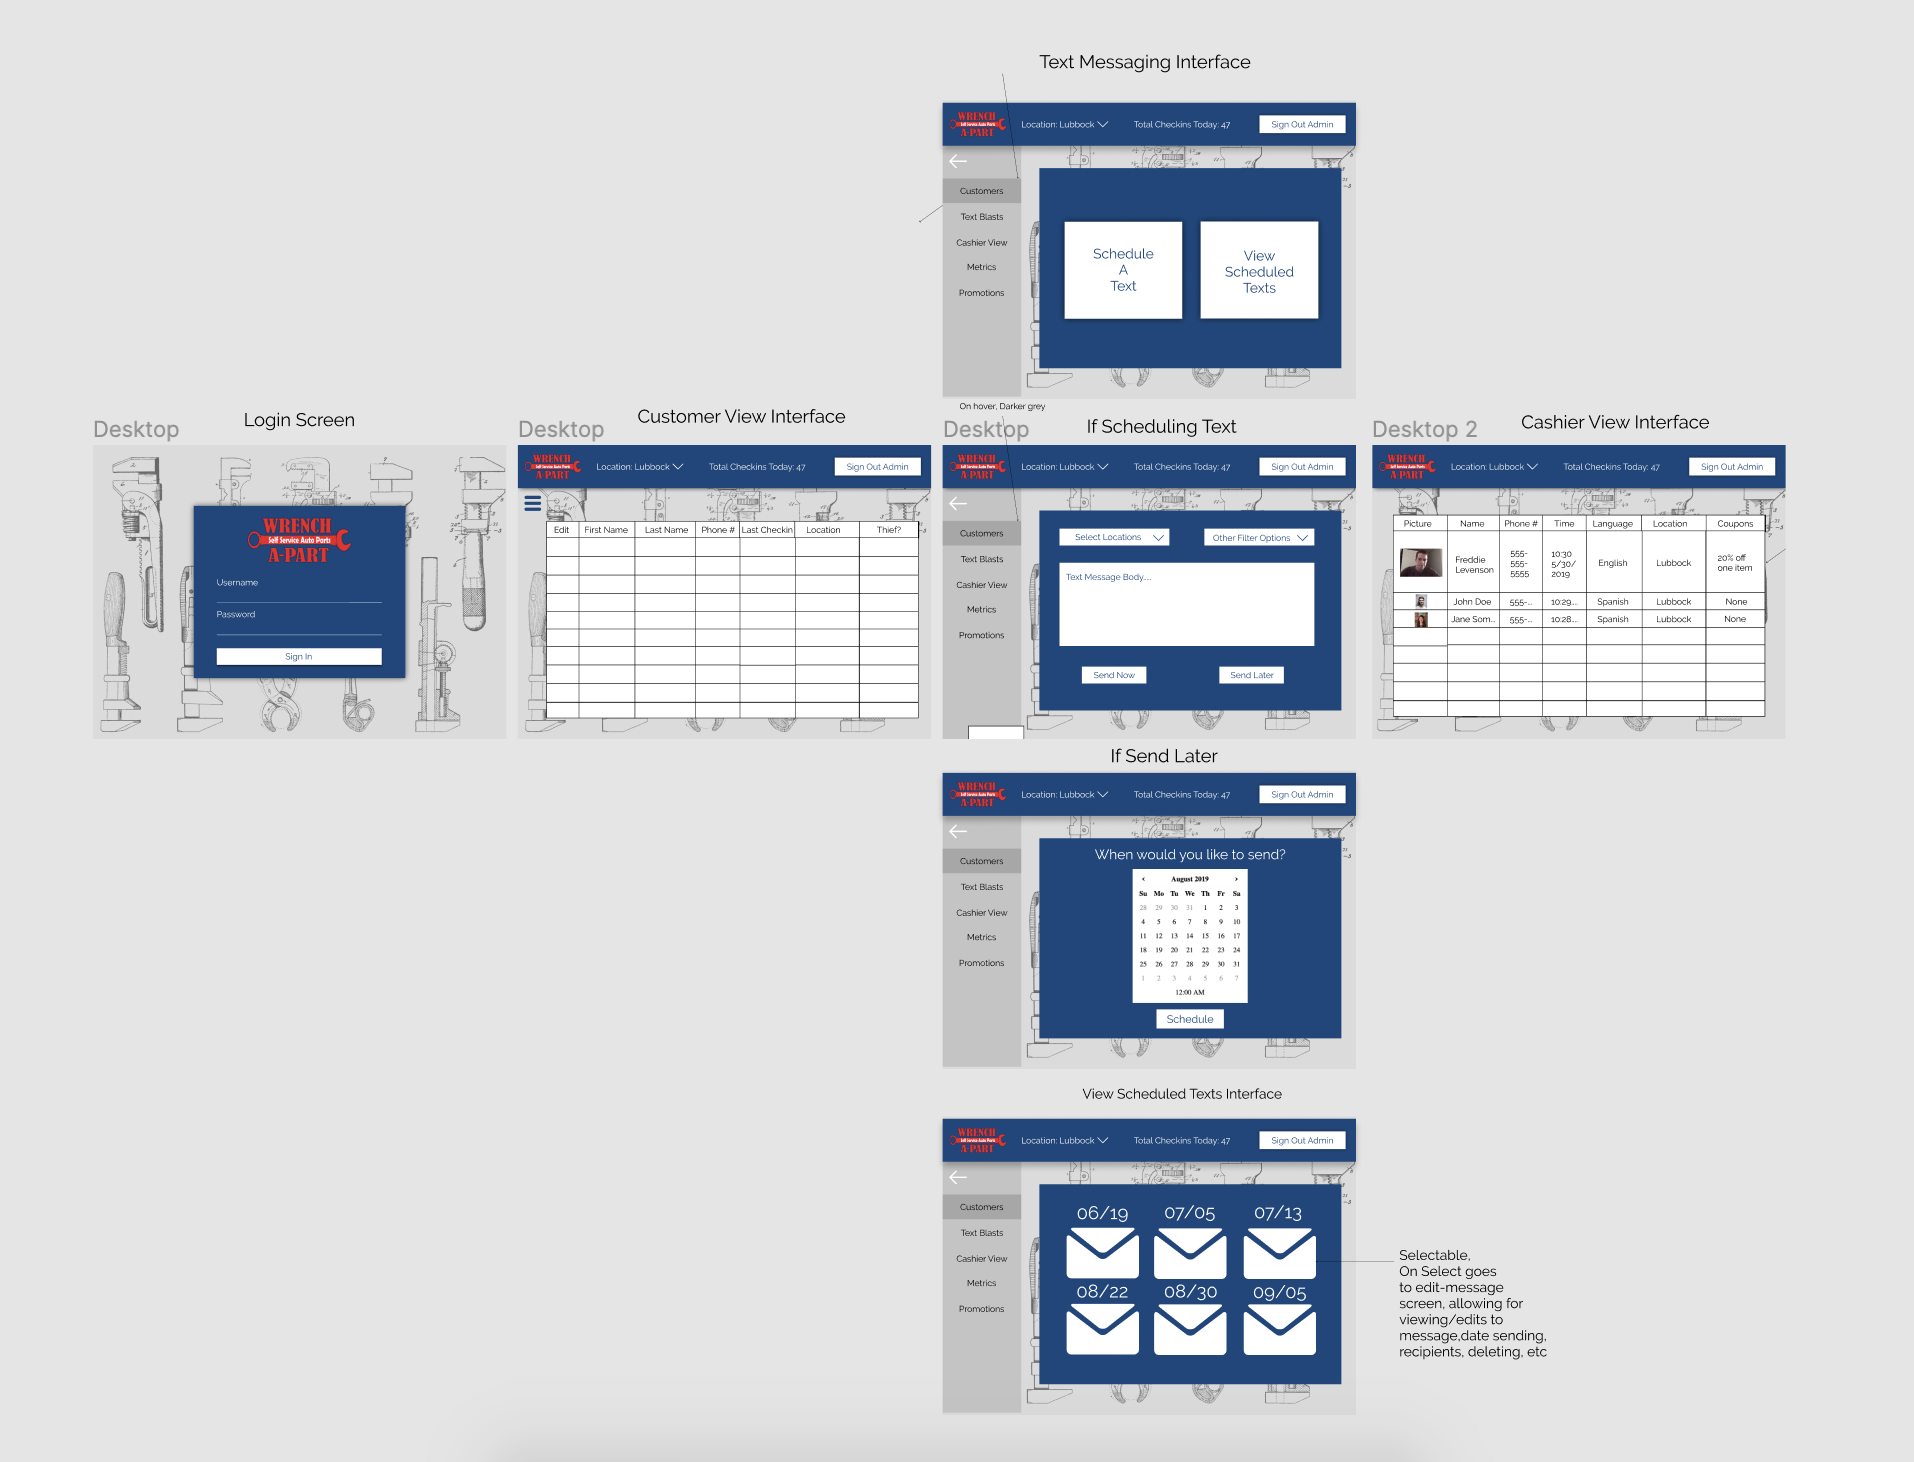 Text Messaging Interface
WRENCH
Self Service Auto Parts
A-PART
Location: Lubbock
Total Checkins Today: 47
Sign Out Admin
Customers
Text Blasts
Cashier View
Metrics
Promotions
Schedule
A
Text
View
Scheduled
Texts
On hover, Darker grey
Desktop
Login Screen
WRENCH
Self Service Auto Parts
A-PART
Username
Password
Sign In
Desktop
Customer View Interface
WRENCH
Self Service Auto Parts
A-PART
Location: Lubbock
Total Checkins Today: 47
Sign Out Admin
Edit
First Name
Last Name
Phone #
Last Checkin
Location
Thief?
Desktop
If Scheduling Text
WRENCH
Self Service Auto Parts
A-PART
Location: Lubbock
Total Checkins Today: 47
Sign Out Admin
Customers
Text Blasts
Cashier View
Metrics
Promotions
Select Locations
Other Filter Options
Text Message Body....
Send Now
Send Later
Desktop 2
Cashier View Interface
WRENCH
Self Service Auto Parts
A-PART
Location: Lubbock
Total Checkins Today: 47
Sign Out Admin
Picture Name Phone # Time Language Location Coupons
Freddie
Levenson
555-
555-
5555
10:30
5/30/
2019
English
Lubbock
20% off
one item
John Doe 555-... 10:29.... Spanish Lubbock None
Jane Som... 555-... 10:28.... Spanish Lubbock None
If Send Later
WRENCH
Self Service Auto Parts
A-PART
Location: Lubbock
Total Checkins Today: 47
Sign Out Admin
Customers
Text Blasts
Cashier View
Metrics
Promotions
When would you like to send?
‹ August 2019 ›
Su Mo Tu We Th Fr Sa
28 29 30 31 1 2 3
4 5 6 7 8 9 10
11 12 13 14 15 16 17
18 19 20 21 22 23 24
25 26 27 28 29 30 31
1 2 3 4 5 6 7
12:00 AM
Schedule
View Scheduled Texts Interface
WRENCH
Self Service Auto Parts
A-PART
Location: Lubbock
Total Checkins Today: 47
Sign Out Admin
Customers
Text Blasts
Cashier View
Metrics
Promotions
06/19 07/05 07/13
08/22 08/30 09/05
Selectable.
On Select goes
to edit-message
screen, allowing for
viewing/edits to
message,date sending,
recipients, deleting, etc